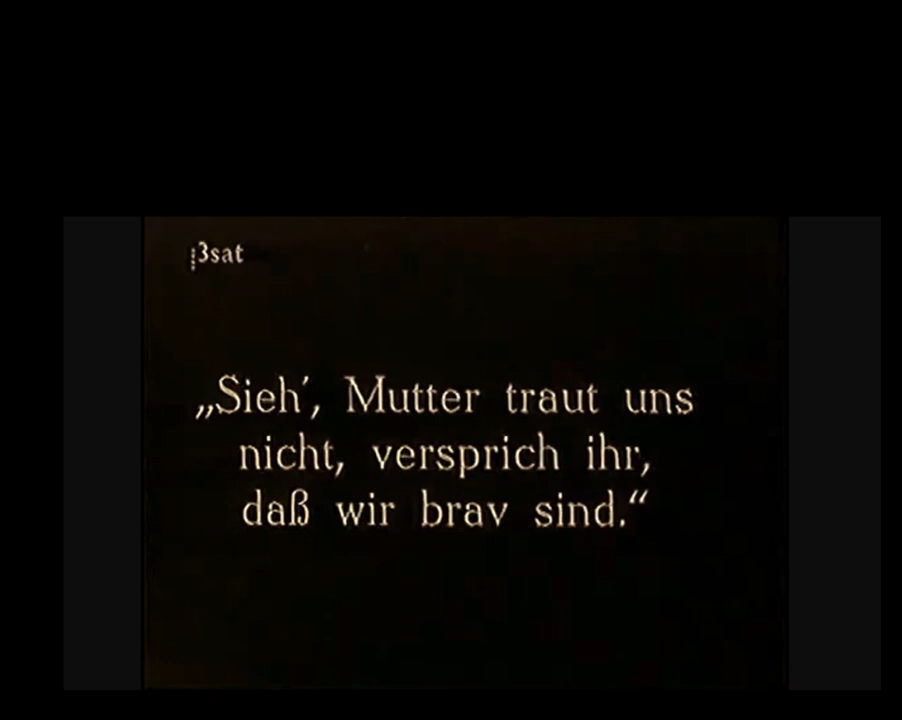 3sat
„Sieh’, Mutter traut uns
nicht, versprich ihr,
daß wir brav sind.“